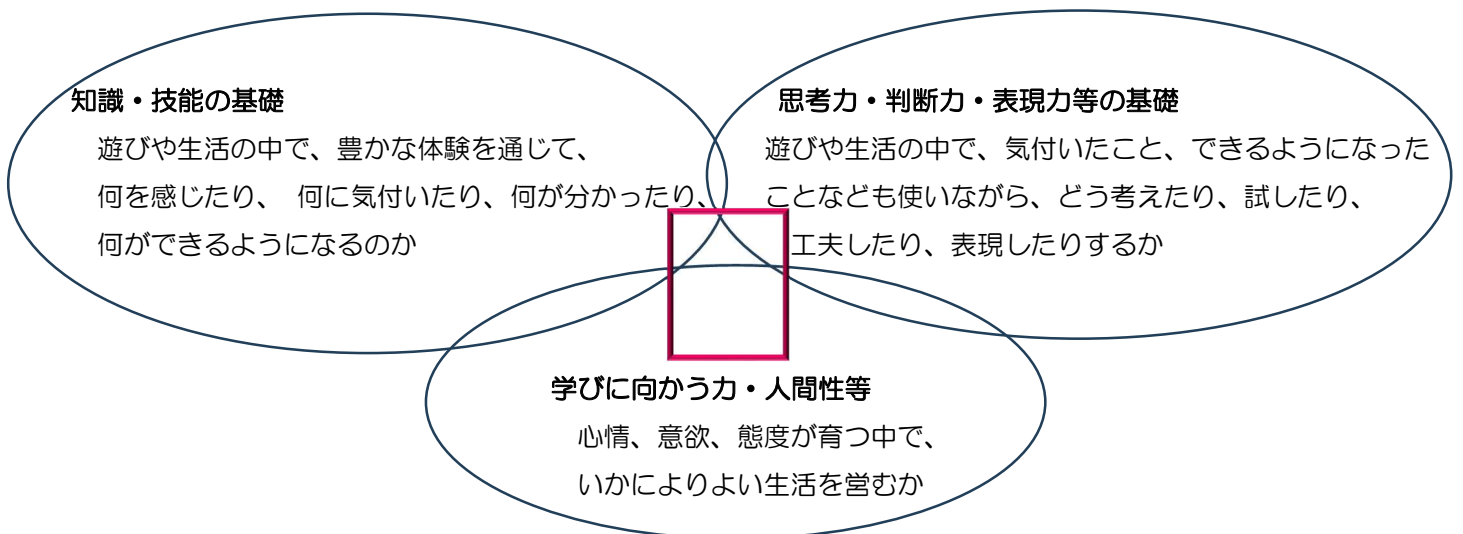 知識・技能の基礎
遊びや生活の中で、豊かな体験を通じて、
何を感じたり、 何に気付いたり、何が分かったり、
何ができるようになるのか
思考力・判断力・表現力等の基礎
遊びや生活の中で、気付いたこと、できるようになった
ことなども使いながら、どう考えたり、試したり、
工夫したり、表現したりするか
学びに向かう力・人間性等
心情、意欲、態度が育つ中で、
いかによりよい生活を営むか